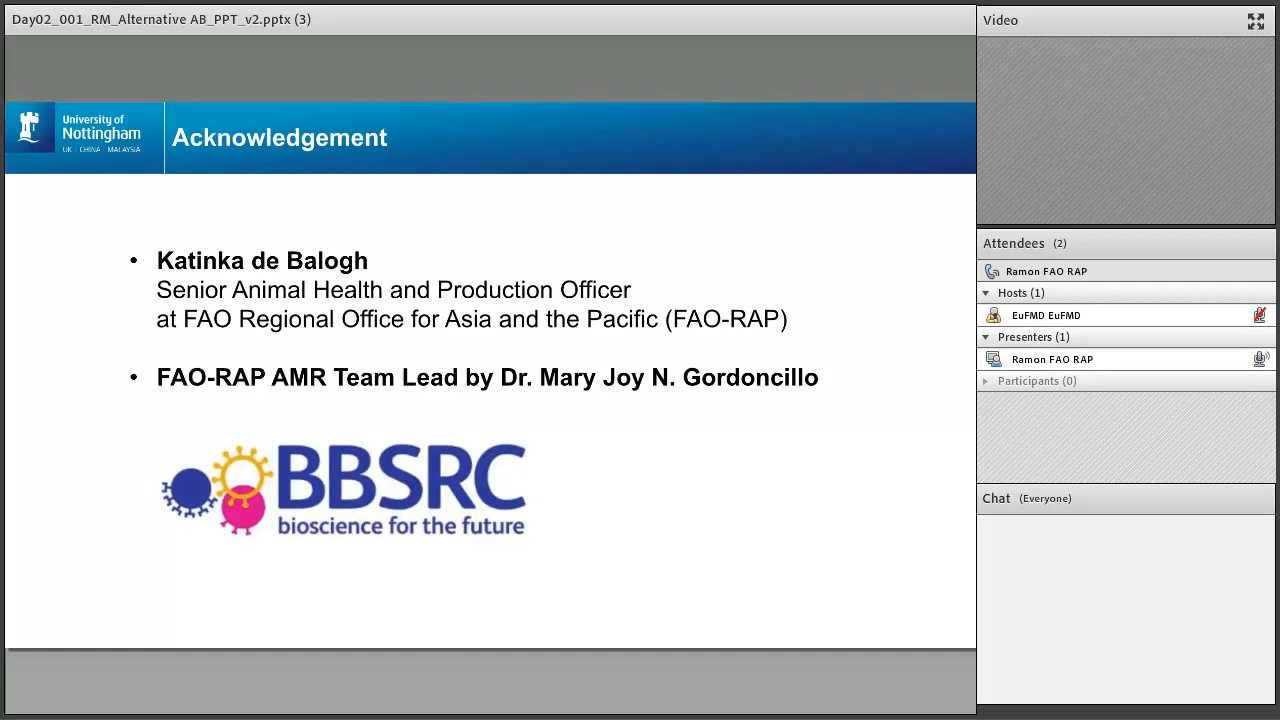 Day02_001_RM_Alternative AB_PPT_v2.pptx (3)
University of
Nottingham
UK · CHINA · MALAYSIA
Acknowledgement
• Katinka de Balogh
Senior Animal Health and Production Officer
at FAO Regional Office for Asia and the Pacific (FAO-RAP)
• FAO-RAP AMR Team Lead by Dr. Mary Joy N. Gordoncillo
BBSRC
bioscience for the future
Video
Attendees (2)
Ramon FAO RAP
Hosts (1)
EuFMD EuFMD
Presenters (1)
Ramon FAO RAP
Participants (0)
Chat (Everyone)